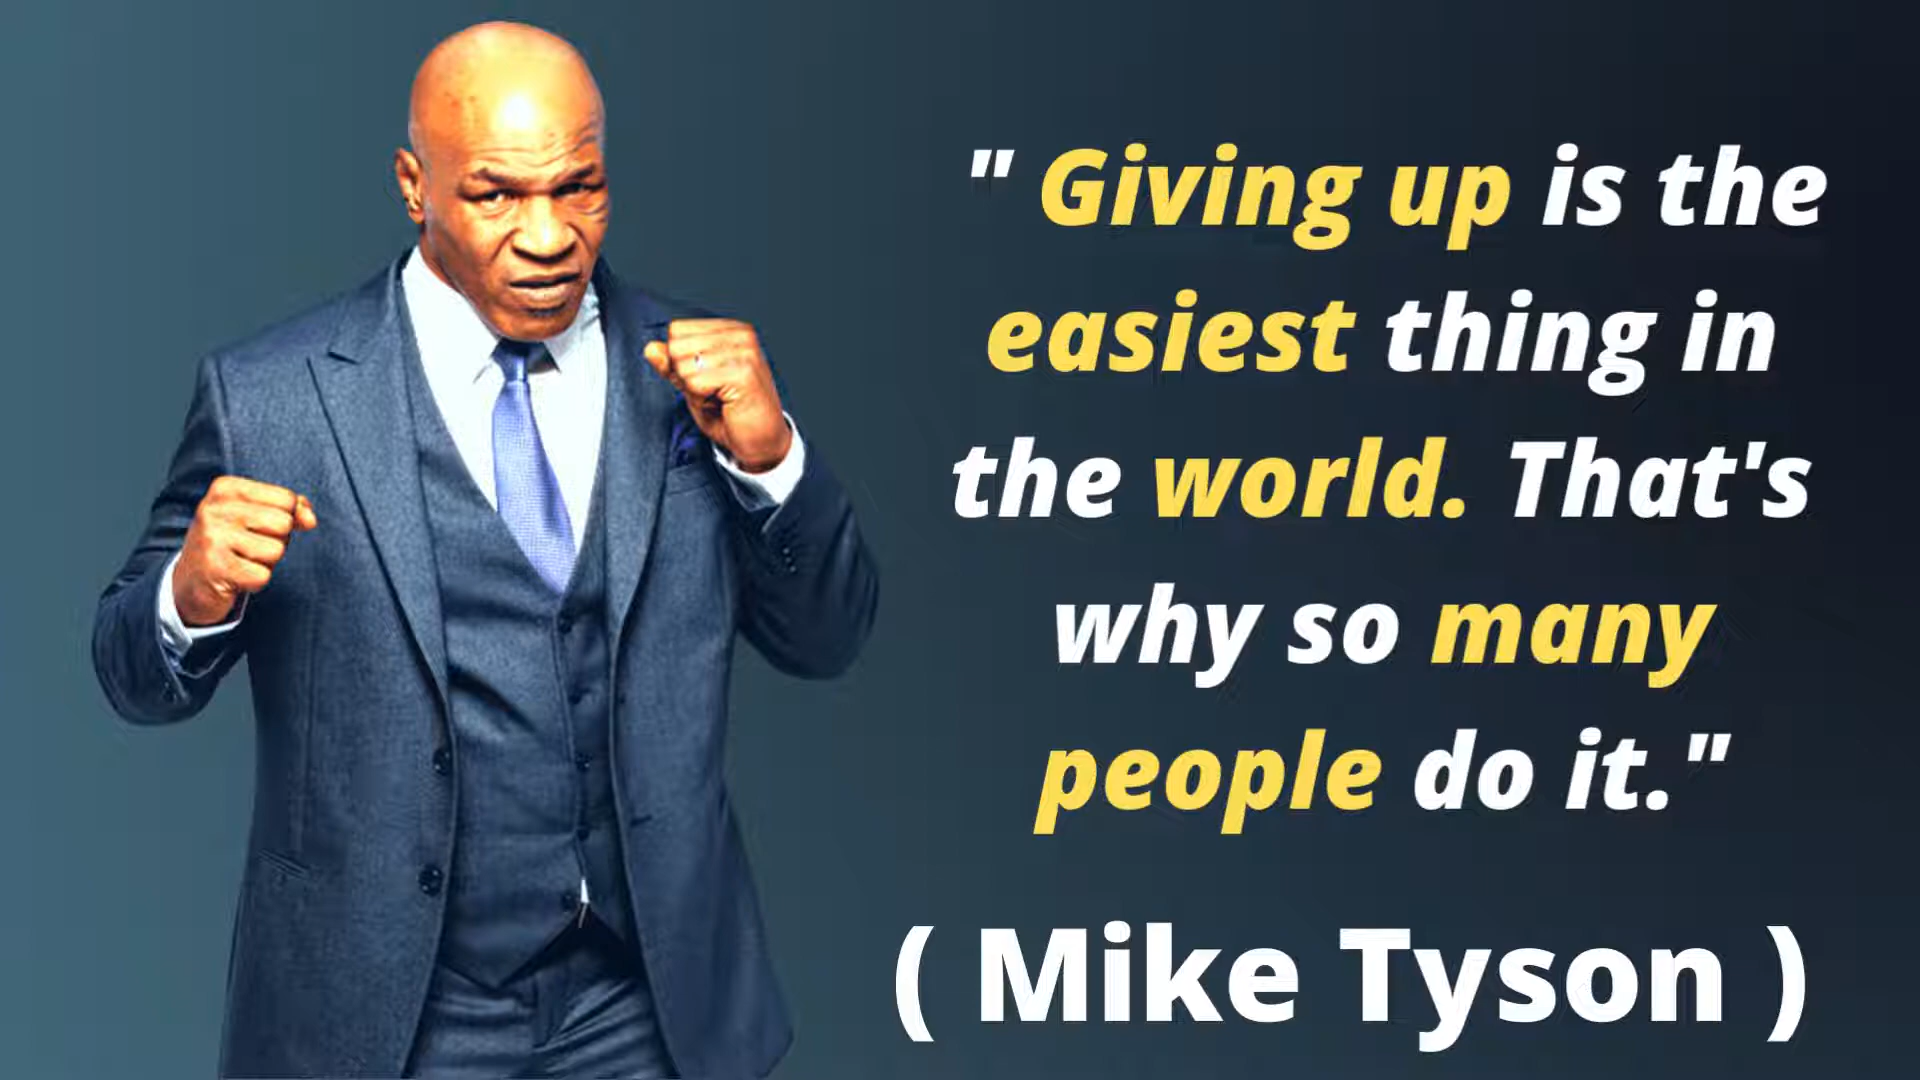 " Giving up is the
easiest thing in
the world. That's
why so many
people do it."
( Mike Tyson )